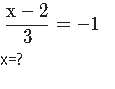 x − 2
3
= −1
x=?